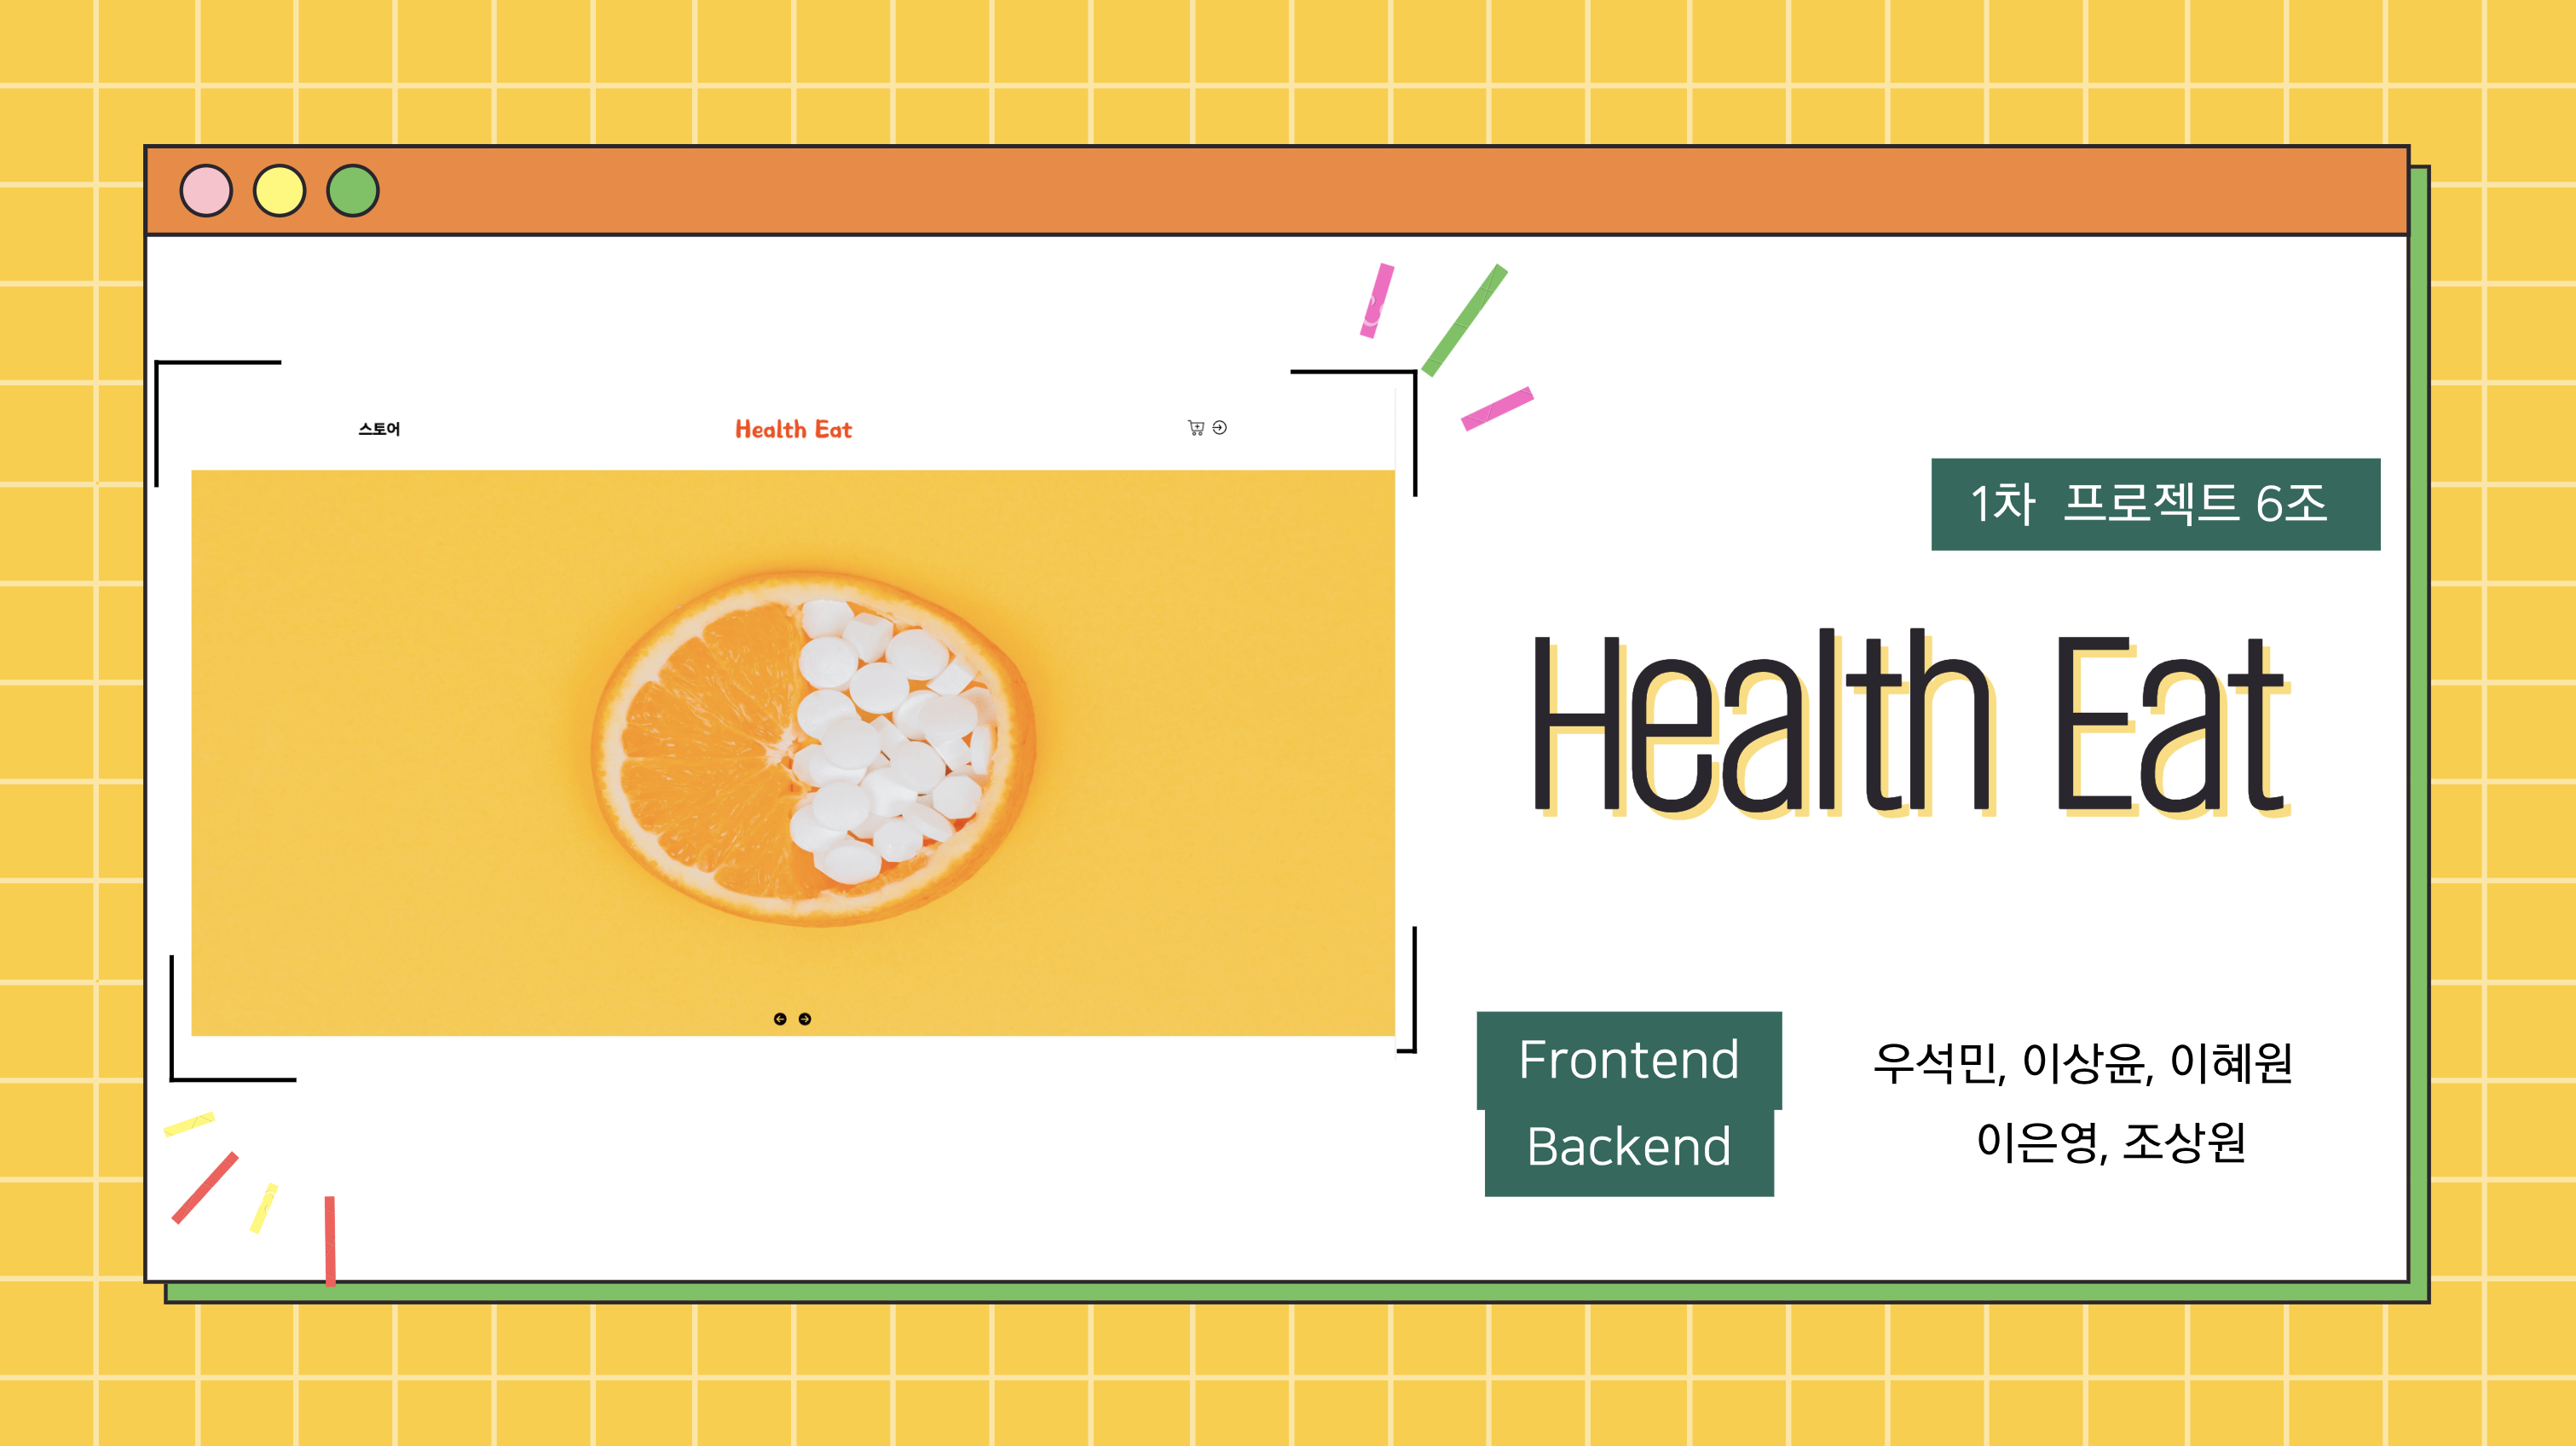 스토어
Health Eat
1차 프로젝트 6조
Health Eat
Frontend
우석민, 이상윤, 이혜원
Backend
이은영, 조상원